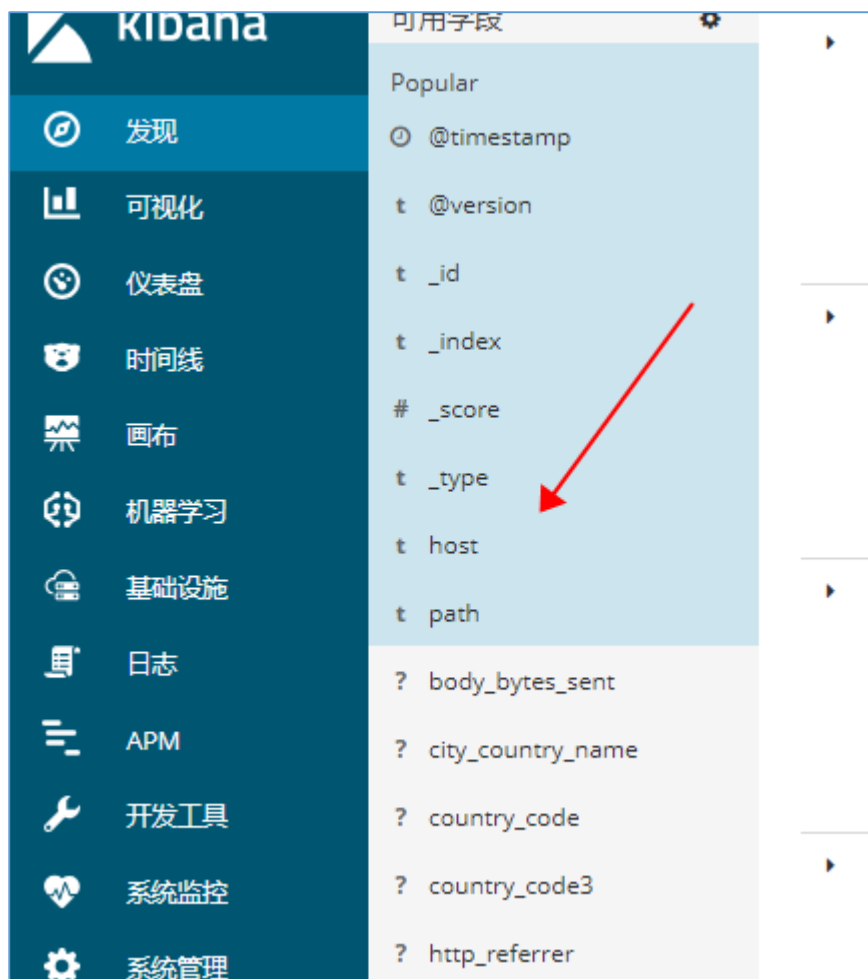 kibana
发现
可视化
仪表盘
时间线
画布
机器学习
基础设施
日志
APM
开发工具
系统监控
系统管理
可用字段
Popular
@timestamp
t @version
t _id
t _index
# _score
t _type
t host
t path
? body_bytes_sent
? city_country_name
? country_code
? country_code3
? http_referrer